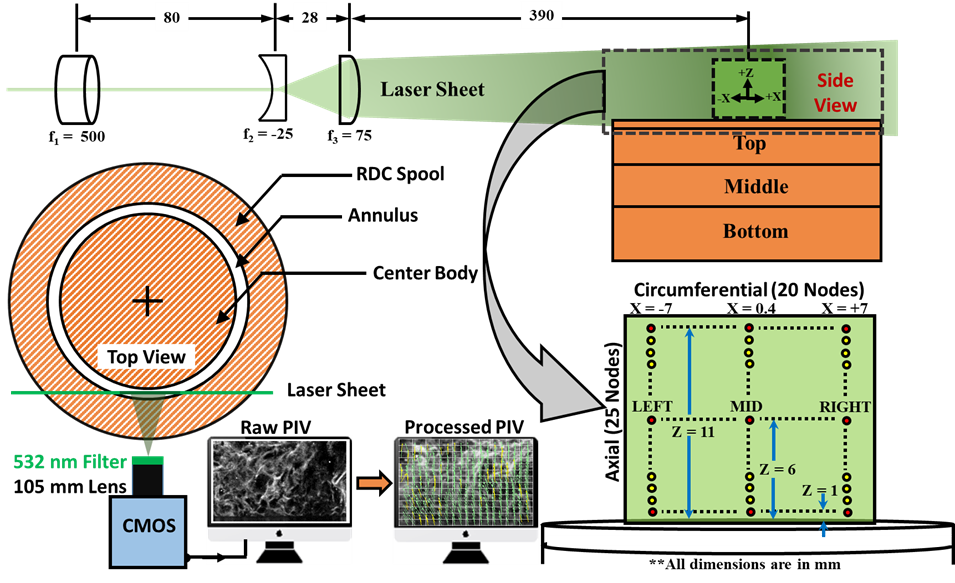 80
28
390
Laser Sheet
+Z
-X
+X
Side
View
f1 = 500
f2 = -25
f3 = 75
Top
Middle
Bottom
RDC Spool
Annulus
Center Body
Top View
Laser Sheet
532 nm Filter
105 mm Lens
CMOS
Raw PIV
Processed PIV
Circumferential (20 Nodes)
X = -7
X = 0.4
X = +7
Axial (25 Nodes)
LEFT
MID
RIGHT
Z = 11
Z = 6
Z = 1
**All dimensions are in mm